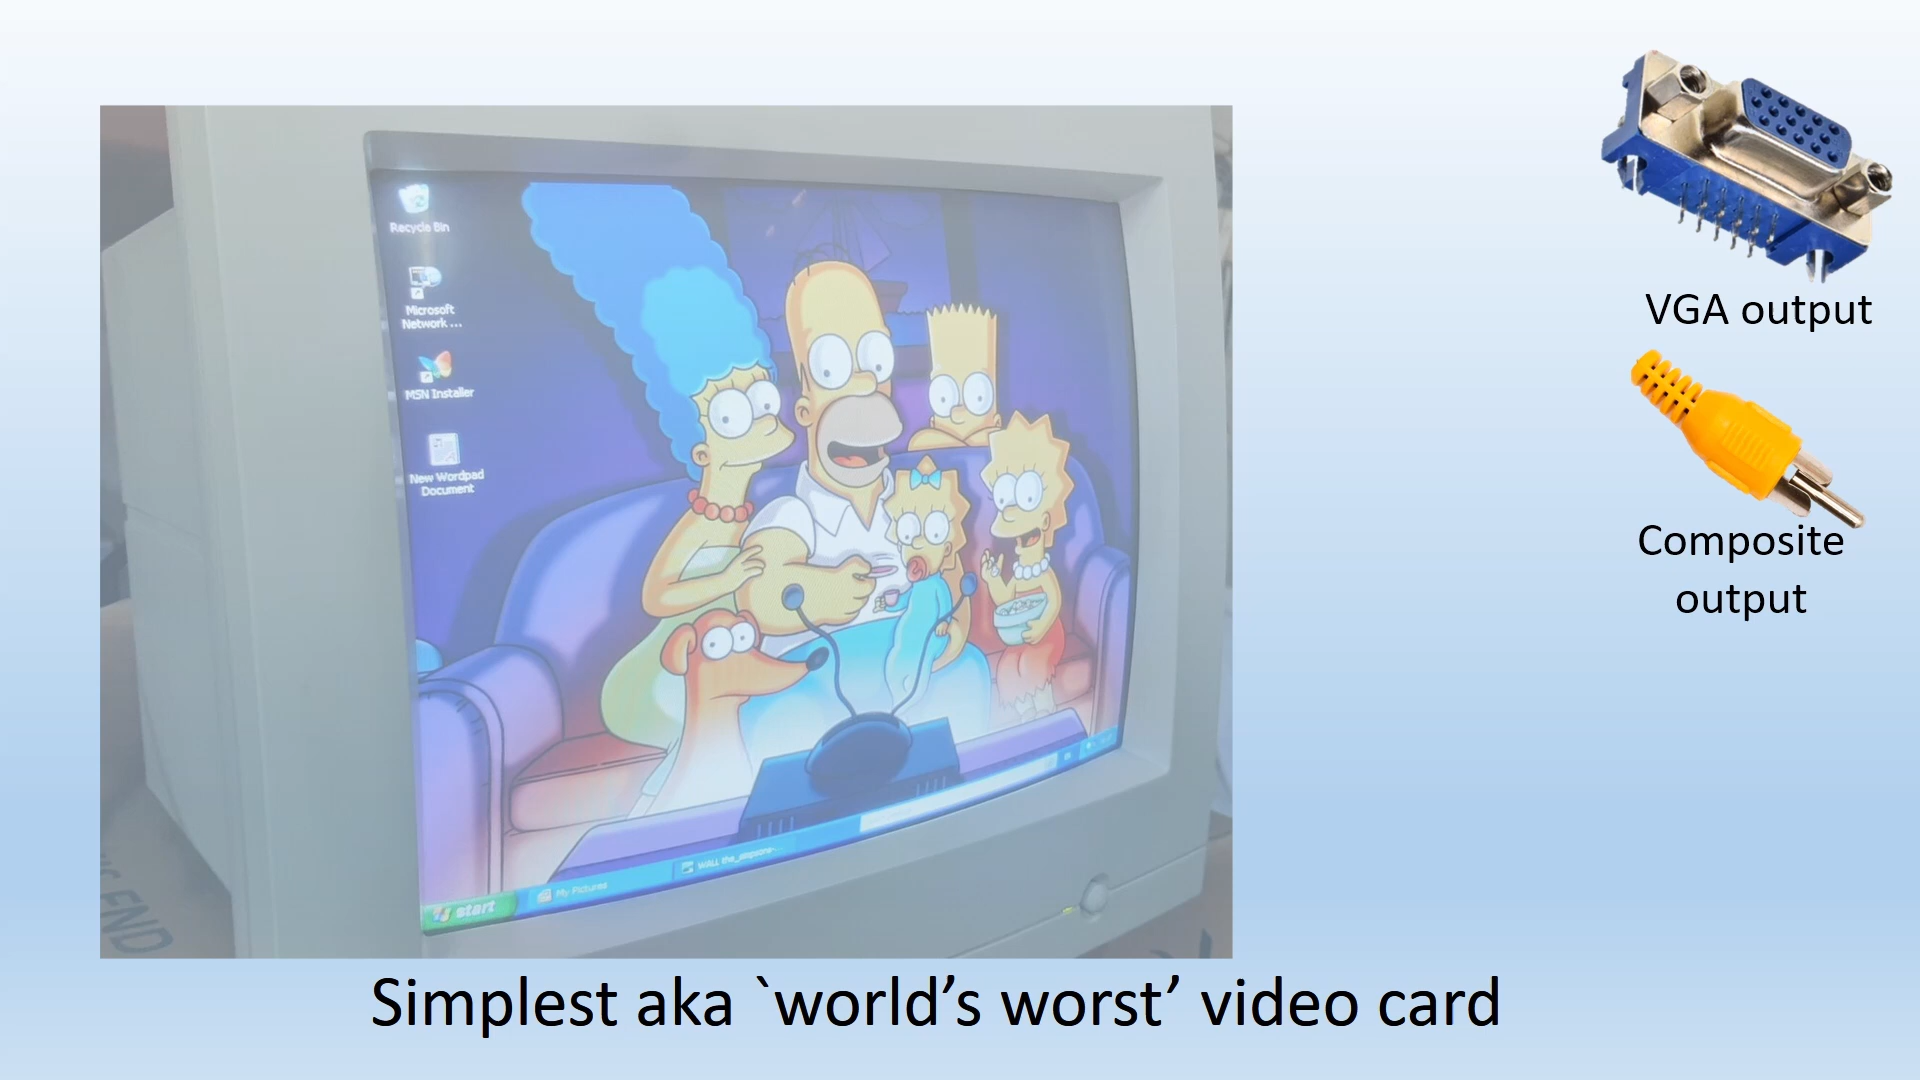 Recycle Bin
Microsoft
Network ...
MSN Installer
New Wordpad
Document
start
My Pictures
END
VGA output
Composite
output
Simplest aka `world’s worst’ video card